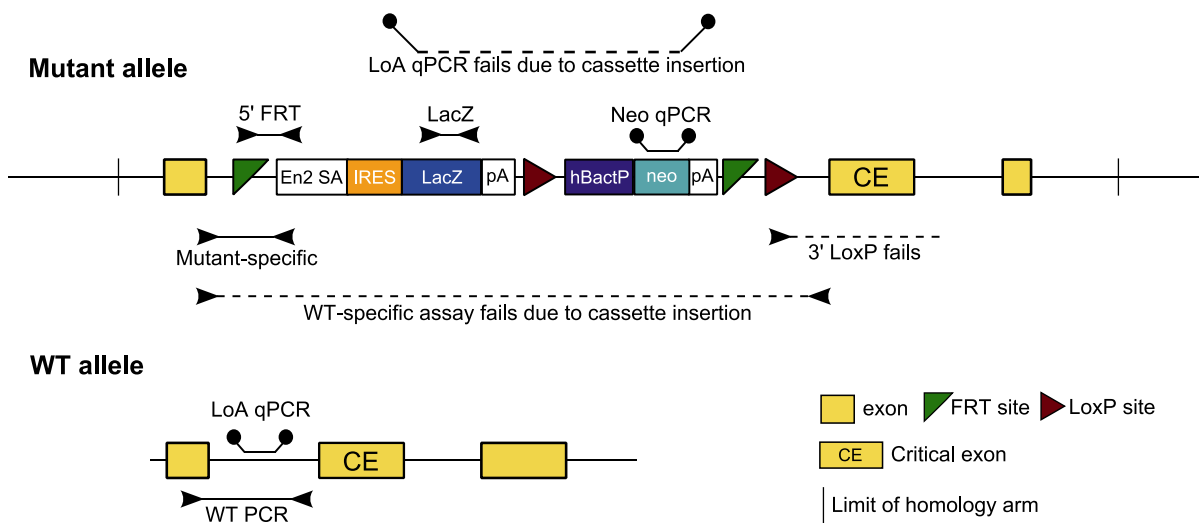 LoA qPCR fails due to cassette insertion
Mutant allele
5' FRT
LacZ
Neo qPCR
En2 SA
IRES
LacZ
pA
hBactP
neo
pA
CE
Mutant-specific
3' LoxP fails
WT-specific assay fails due to cassette insertion
WT allele
LoA qPCR
CE
WT PCR
exon
FRT site
LoxP site
CE
Critical exon
Limit of homology arm